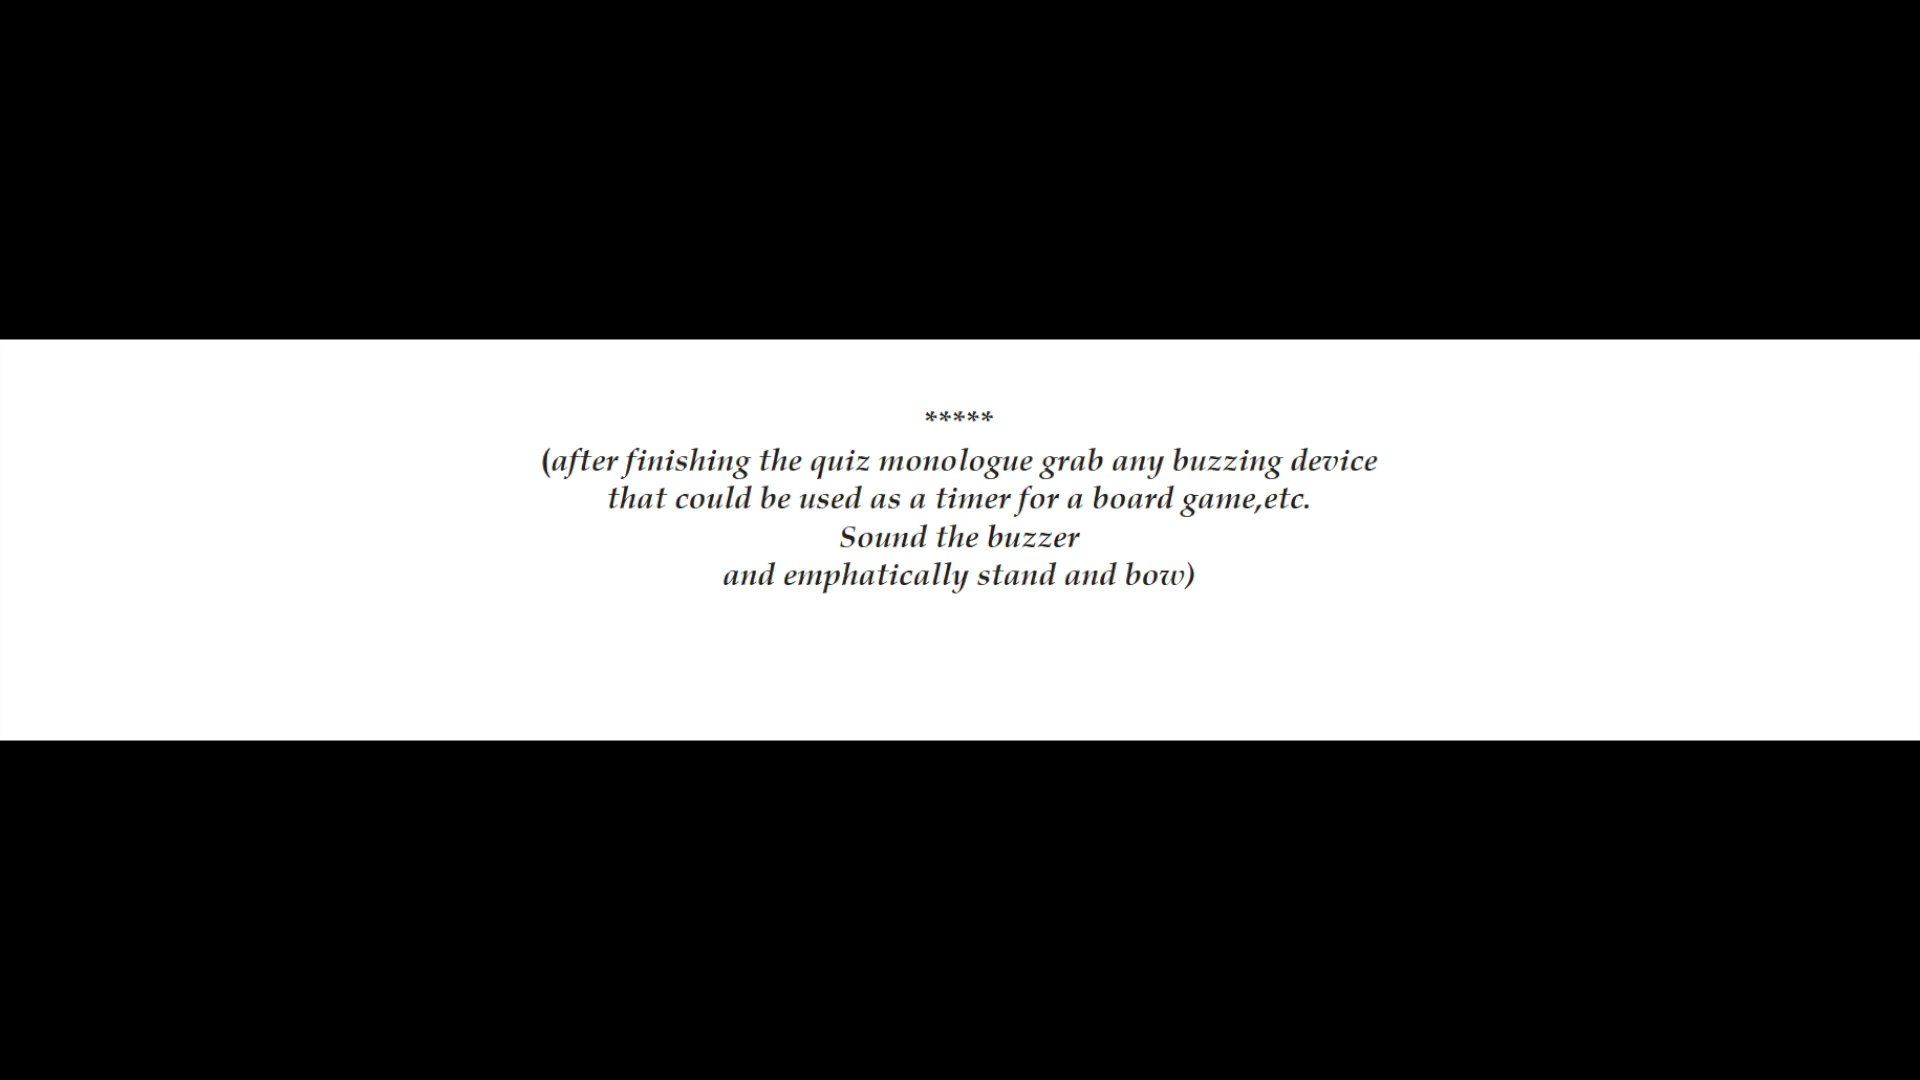 *****
(after finishing the quiz monologue grab any buzzing device
that could be used as a timer for a board game,etc.
Sound the buzzer
and emphatically stand and bow)